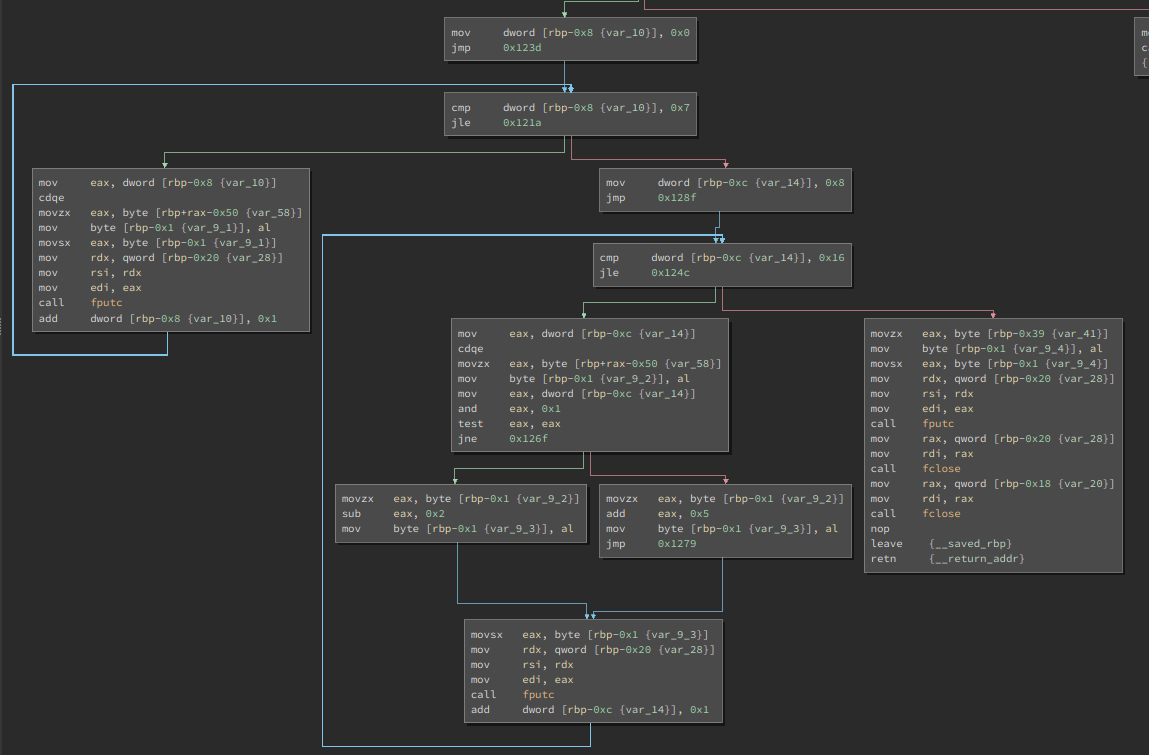 mov dword [rbp-0x8 {var_10}], 0x0
jmp 0x123d
cmp dword [rbp-0x8 {var_10}], 0x7
jle 0x121a
mov eax, dword [rbp-0x8 {var_10}]
cdqe
movzx eax, byte [rbp+rax-0x50 {var_58}]
mov byte [rbp-0x1 {var_9_1}], al
movsx eax, byte [rbp-0x1 {var_9_1}]
mov rdx, qword [rbp-0x20 {var_28}]
mov rsi, rdx
mov edi, eax
call fputc
add dword [rbp-0x8 {var_10}], 0x1
mov dword [rbp-0xc {var_14}], 0x8
jmp 0x128f
cmp dword [rbp-0xc {var_14}], 0x16
jle 0x124c
mov eax, dword [rbp-0xc {var_14}]
cdqe
movzx eax, byte [rbp+rax-0x50 {var_58}]
mov byte [rbp-0x1 {var_9_2}], al
mov eax, dword [rbp-0xc {var_14}]
and eax, 0x1
test eax, eax
jne 0x126f
movzx eax, byte [rbp-0x39 {var_41}]
mov byte [rbp-0x1 {var_9_4}], al
movsx eax, byte [rbp-0x1 {var_9_4}]
mov rdx, qword [rbp-0x20 {var_28}]
mov rsi, rdx
mov edi, eax
call fputc
mov rax, qword [rbp-0x20 {var_28}]
mov rdi, rax
call fclose
mov rax, qword [rbp-0x18 {var_20}]
mov rdi, rax
call fclose
nop
leave {__saved_rbp}
retn {__return_addr}
movzx eax, byte [rbp-0x1 {var_9_2}]
sub eax, 0x2
mov byte [rbp-0x1 {var_9_3}], al
movzx eax, byte [rbp-0x1 {var_9_2}]
add eax, 0x5
mov byte [rbp-0x1 {var_9_3}], al
jmp 0x1279
movsx eax, byte [rbp-0x1 {var_9_3}]
mov rdx, qword [rbp-0x20 {var_28}]
mov rsi, rdx
mov edi, eax
call fputc
add dword [rbp-0xc {var_14}], 0x1